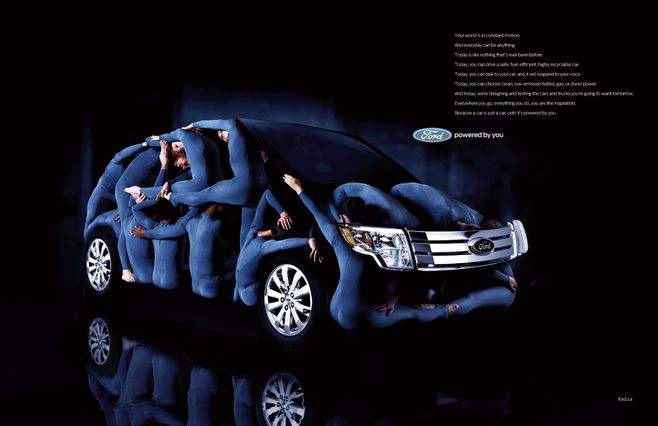 Your world is in constant motion.
And everyday can be anything.
Today is like nothing that's ever been before.
Today, you can drive a safe, fuel-efficient, highly recyclable car.
Today, you can talk to your car, and it will respond to your voice.
Today, you can choose clean, low-emission hybrid, gas, or diesel power.
And today, we're designing and testing the cars and trucks you're going to want tomorrow.
Everywhere you go, everything you do, you are the inspiration.
Because a car is just a car, until it's powered by you.
Ford powered by you
Ford
ford.ca